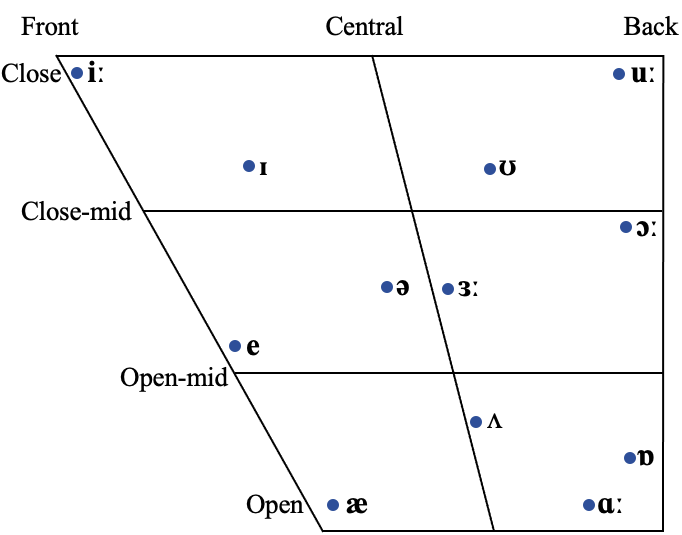 Front Central Back
Close iː uː
ɪ ʊ
Close-mid
ɔː
ə ɜː
e
Open-mid
ʌ
ɒ
Open æ ɑː